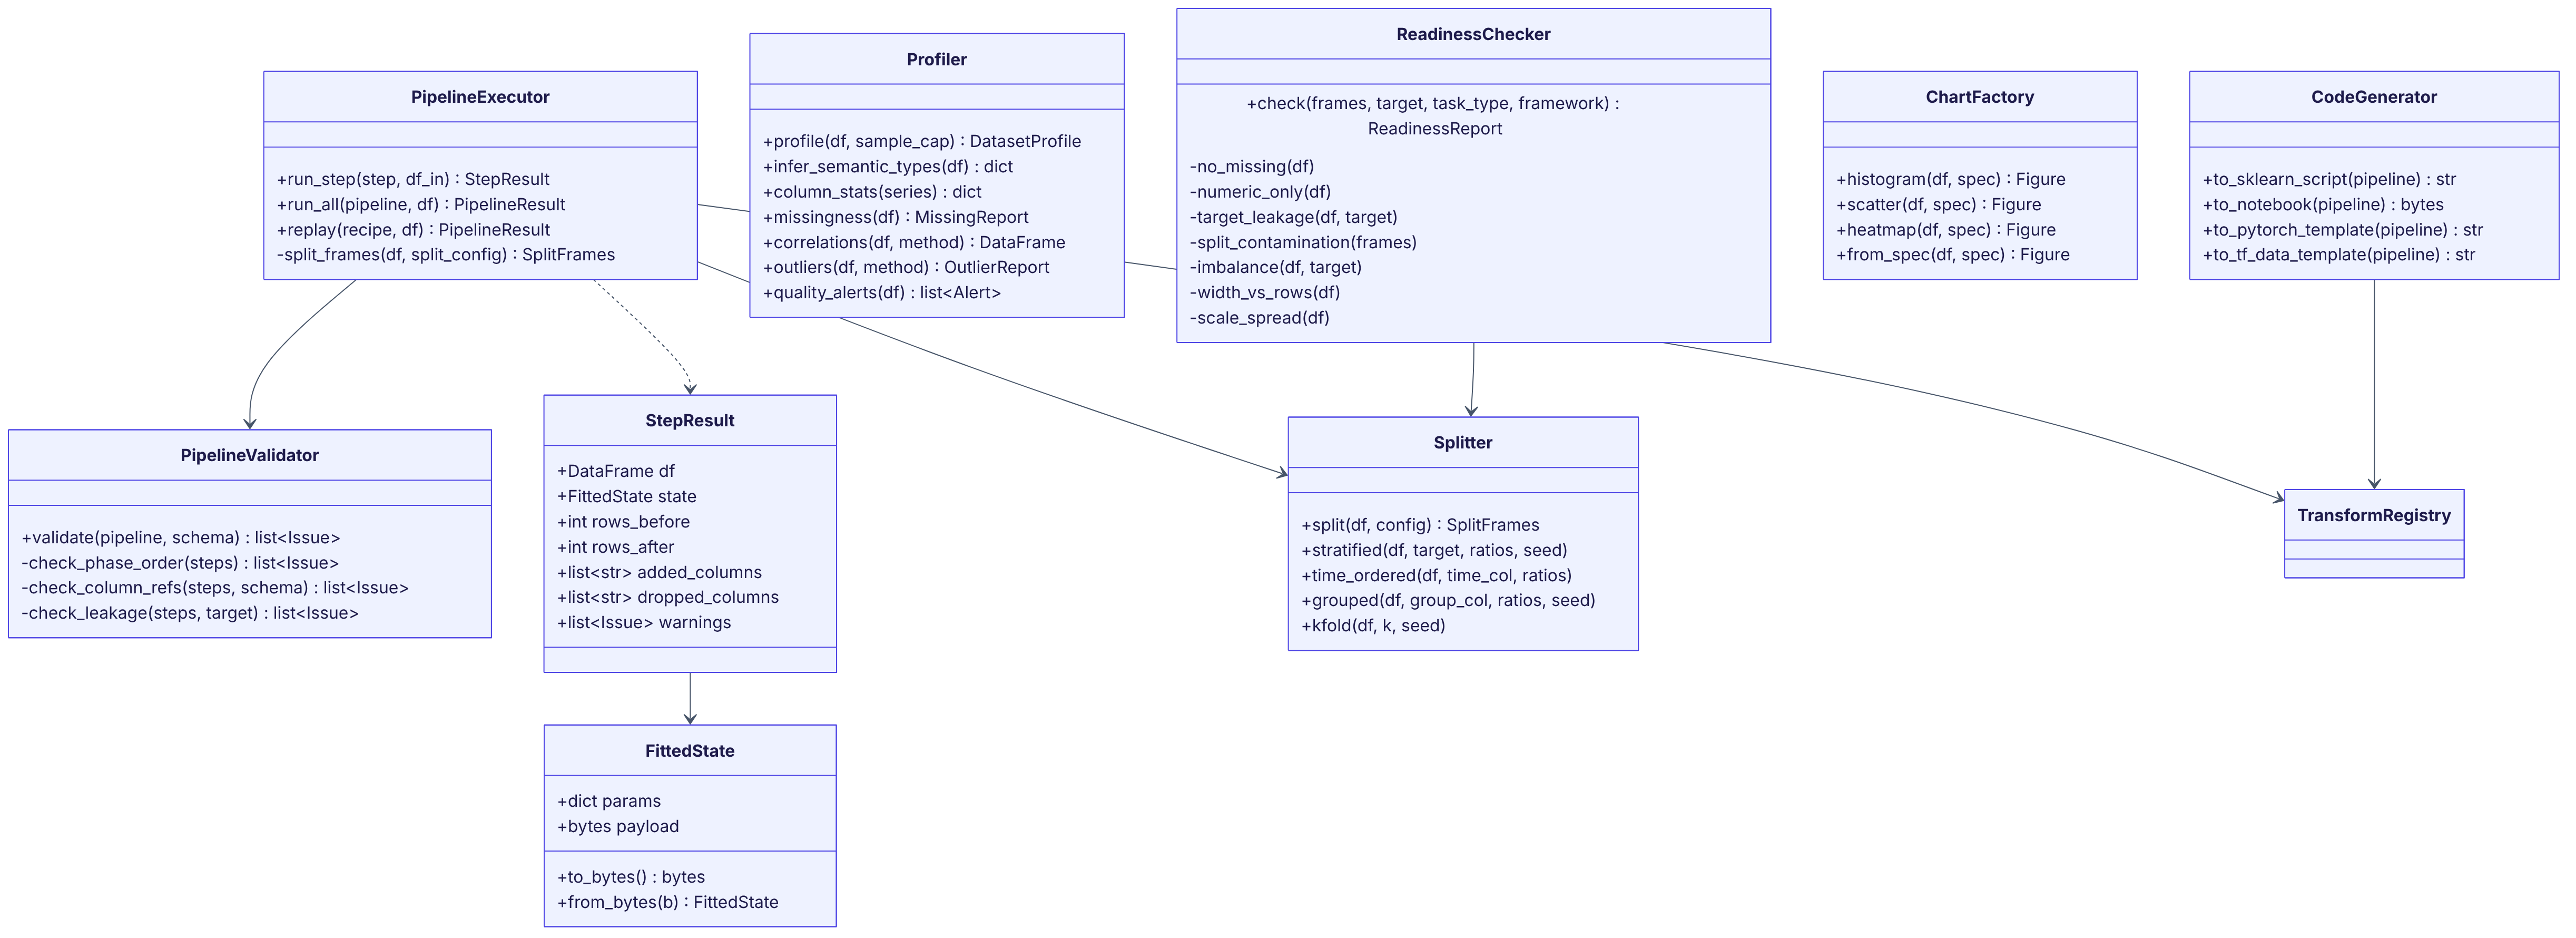 PipelineExecutor
+run_step(step, df_in) : StepResult
+run_all(pipeline, df) : PipelineResult
+replay(recipe, df) : PipelineResult
-split_frames(df, split_config) : SplitFrames
Profiler
+profile(df, sample_cap) : DatasetProfile
+infer_semantic_types(df) : dict
+column_stats(series) : dict
+missingness(df) : MissingReport
+correlations(df, method) : DataFrame
+outliers(df, method) : OutlierReport
+quality_alerts(df) : list<Alert>
ReadinessChecker
+check(frames, target, task_type, framework) :
ReadinessReport
-no_missing(df)
-numeric_only(df)
-target_leakage(df, target)
-split_contamination(frames)
-imbalance(df, target)
-width_vs_rows(df)
-scale_spread(df)
ChartFactory
+histogram(df, spec) : Figure
+scatter(df, spec) : Figure
+heatmap(df, spec) : Figure
+from_spec(df, spec) : Figure
CodeGenerator
+to_sklearn_script(pipeline) : str
+to_notebook(pipeline) : bytes
+to_pytorch_template(pipeline) : str
+to_tf_data_template(pipeline) : str
PipelineValidator
+validate(pipeline, schema) : list<Issue>
-check_phase_order(steps) : list<Issue>
-check_column_refs(steps, schema) : list<Issue>
-check_leakage(steps, target) : list<Issue>
StepResult
+DataFrame df
+FittedState state
+int rows_before
+int rows_after
+list<str> added_columns
+list<str> dropped_columns
+list<Issue> warnings
Splitter
+split(df, config) : SplitFrames
+stratified(df, target, ratios, seed)
+time_ordered(df, time_col, ratios)
+grouped(df, group_col, ratios, seed)
+kfold(df, k, seed)
TransformRegistry
FittedState
+dict params
+bytes payload
+to_bytes() : bytes
+from_bytes(b) : FittedState